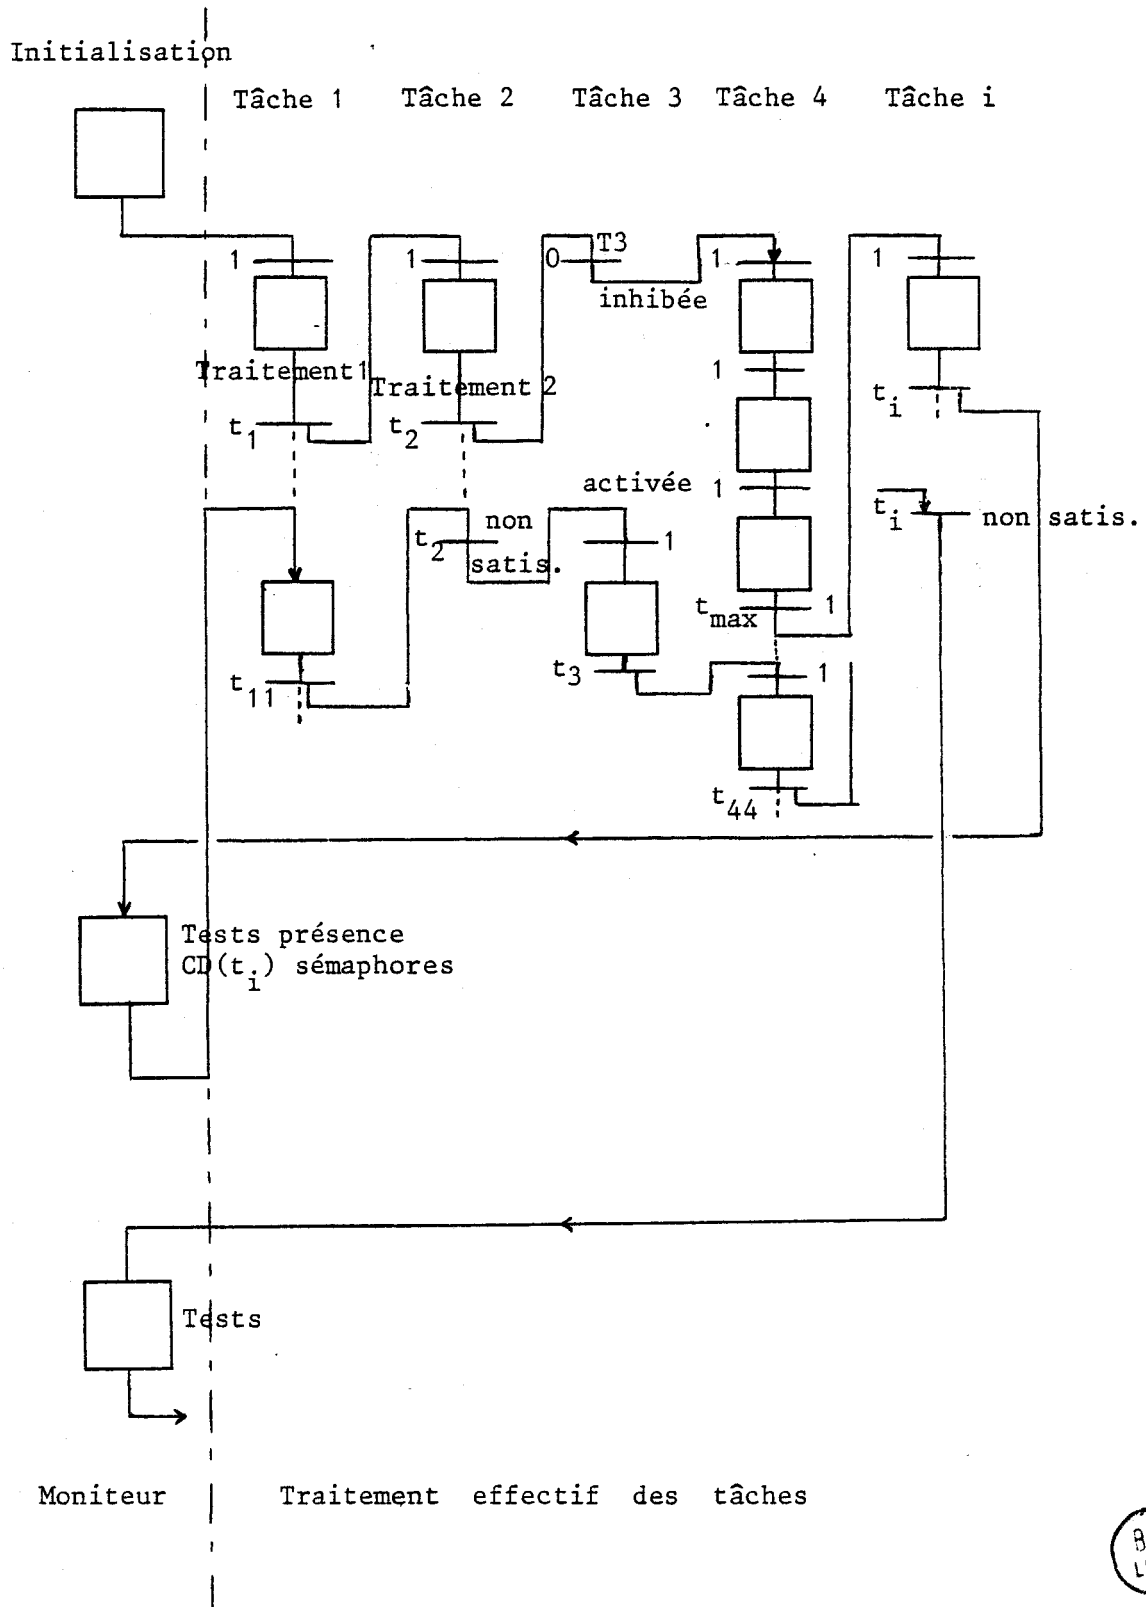 Initialisation
Tâche 1 Tâche 2 Tâche 3 Tâche 4 Tâche i
1 1 0 T3 1 1
inhibée
Traitement 1
Traitement 2
1
t1 t2 ti
activée 1
t2 non satis. 1
ti non satis.
tmax 1
t11 t3 1
t44
Tests présence
CD(ti) sémaphores
Tests
Moniteur Traitement effectif des tâches